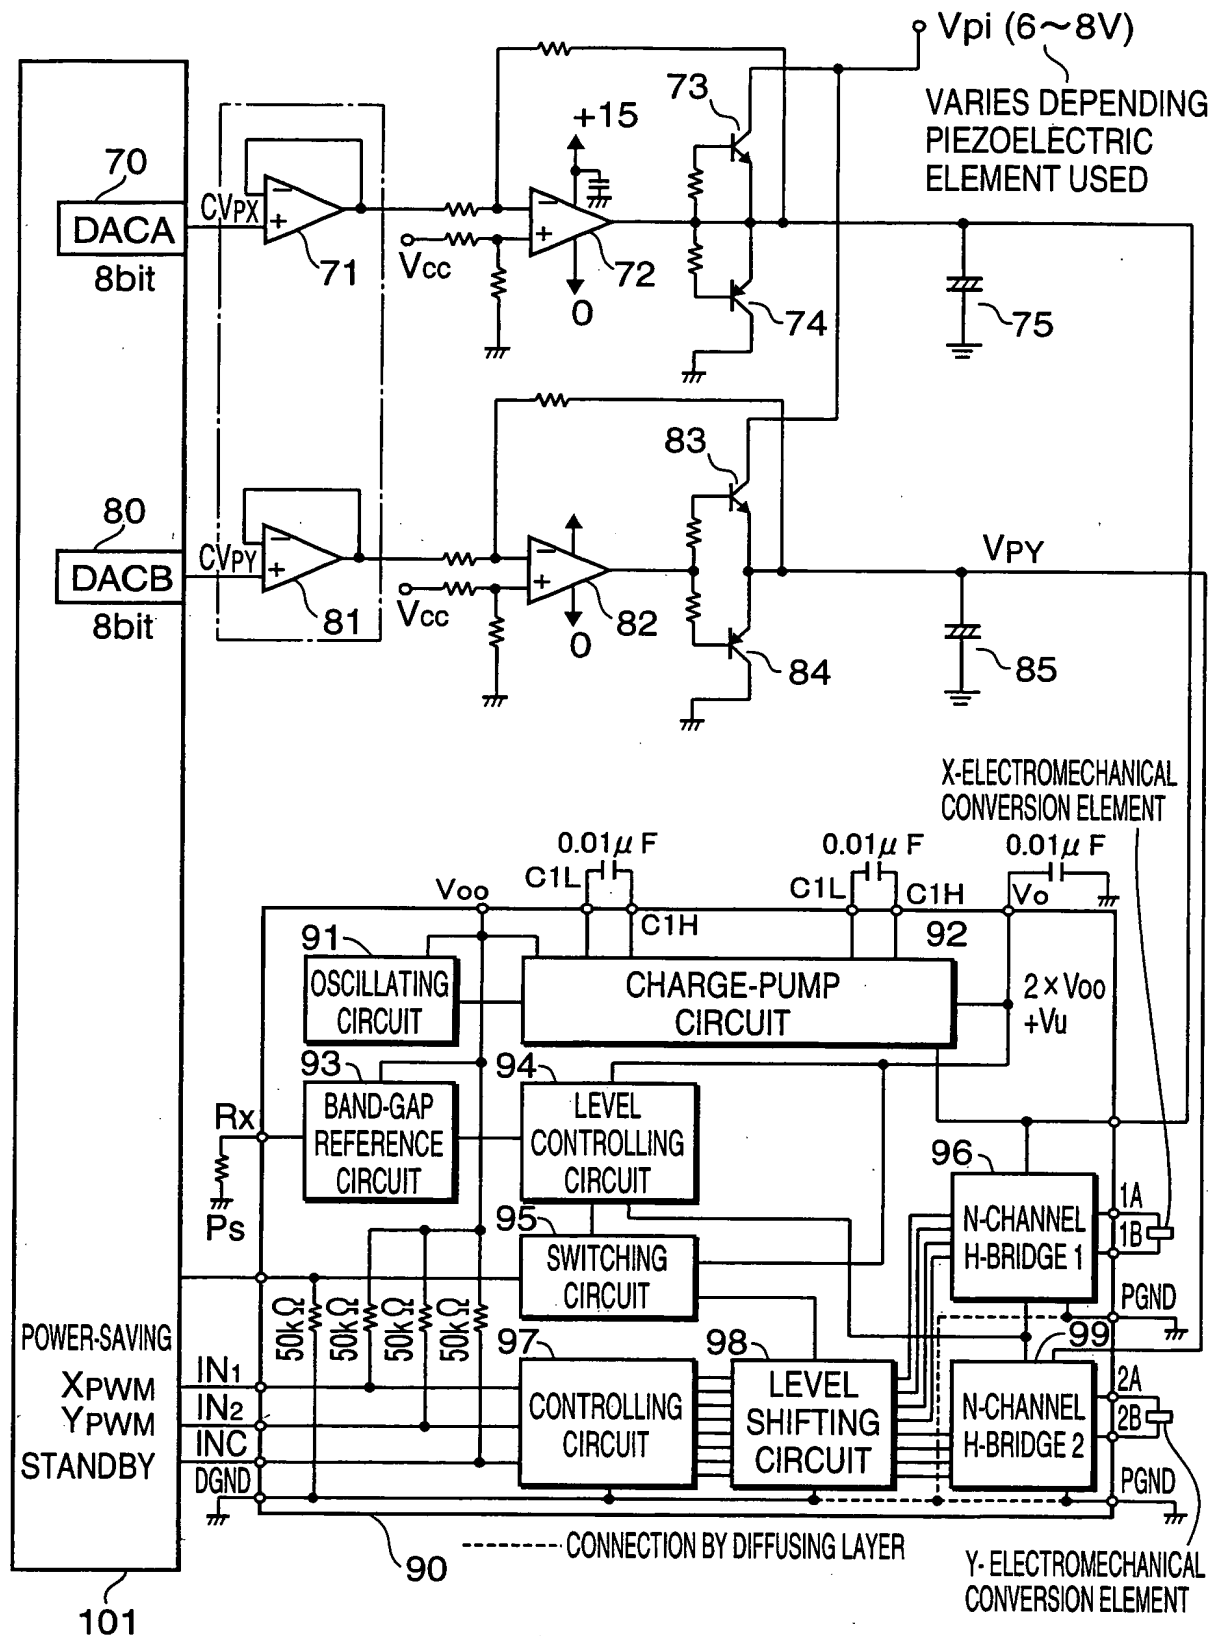 Vpi (6~8V)
VARIES DEPENDING
PIEZOELECTRIC
ELEMENT USED
73
+15
70
DACA
8bit
CVPX
71
Vcc
72
0
74
75
83
80
DACB
8bit
CVPY
81
Vcc
82
0
84
VPY
85
X-ELECTROMECHANICAL
CONVERSION ELEMENT
0.01μF
0.01μF
0.01μF
Voo
C1L
C1H
C1L
C1H
Vo
91
OSCILLATING
CIRCUIT
92
CHARGE-PUMP
CIRCUIT
2×Voo
+Vu
93
BAND-GAP
REFERENCE
CIRCUIT
94
LEVEL
CONTROLLING
CIRCUIT
Rx
Ps
95
SWITCHING
CIRCUIT
96
N-CHANNEL
H-BRIDGE 1
1A
1B
PGND
50kΩ
50kΩ
50kΩ
50kΩ
POWER-SAVING
XPWM
YPWM
STANDBY
IN1
IN2
INC
DGND
97
CONTROLLING
CIRCUIT
98
LEVEL
SHIFTING
CIRCUIT
99
N-CHANNEL
H-BRIDGE 2
2A
2B
PGND
CONNECTION BY DIFFUSING LAYER
90
Y- ELECTROMECHANICAL
CONVERSION ELEMENT
101